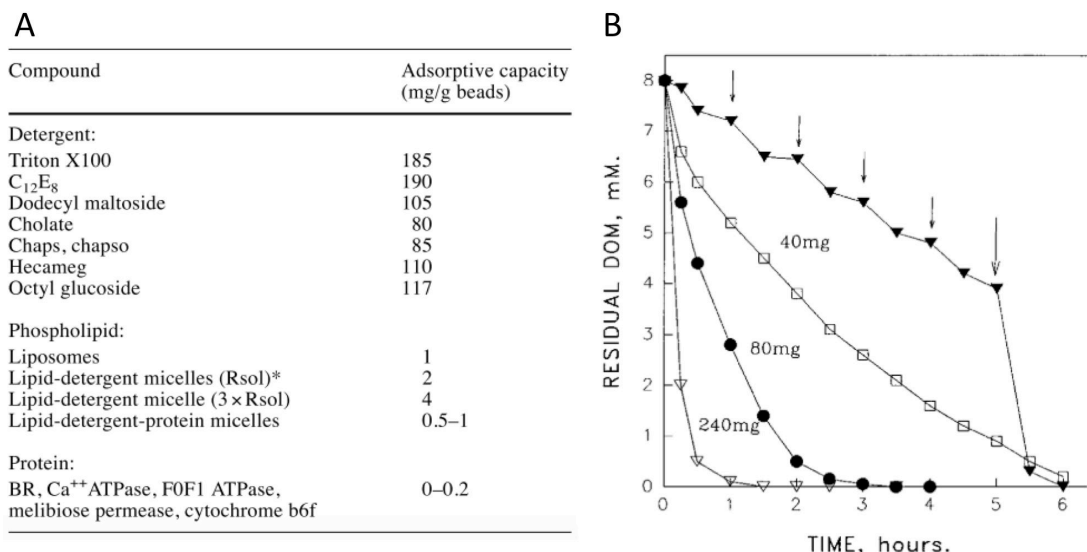 A
Compound Adsorptive capacity
(mg/g beads)
Detergent:
Triton X100 185
C₁₂E₈ 190
Dodecyl maltoside 105
Cholate 80
Chaps, chapso 85
Hecameg 110
Octyl glucoside 117
Phospholipid:
Liposomes 1
Lipid-detergent micelles (Rsol)* 2
Lipid-detergent micelle (3 × Rsol) 4
Lipid-detergent-protein micelles 0.5–1
Protein:
BR, Ca⁺⁺ATPase, F0F1 ATPase, 0–0.2
melibiose permease, cytochrome b6f
B
RESIDUAL DOM, mM.
8
7
6
5
4
3
2
1
0
40mg
80mg
240mg
0 1 2 3 4 5 6
TIME, hours.